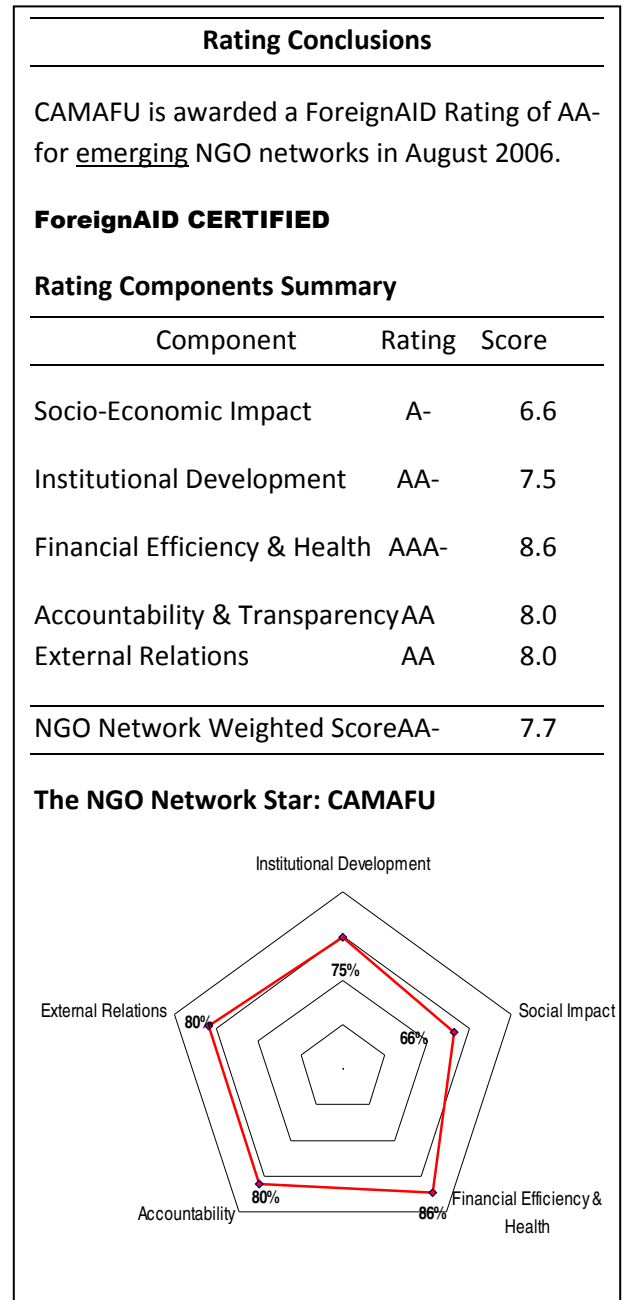 Rating Conclusions
CAMAFU is awarded a ForeignAID Rating of AA-
for emerging NGO networks in August 2006.
ForeignAID CERTIFIED
Rating Components Summary
Component Rating Score
Socio-Economic Impact A- 6.6
Institutional Development AA- 7.5
Financial Efficiency & Health AAA- 8.6
Accountability & Transparency AA 8.0
External Relations AA 8.0
NGO Network Weighted Score AA- 7.7
The NGO Network Star: CAMAFU
Institutional Development
75%
External Relations
80%
Social Impact
66%
Accountability
80%
Financial Efficiency &
Health
86%